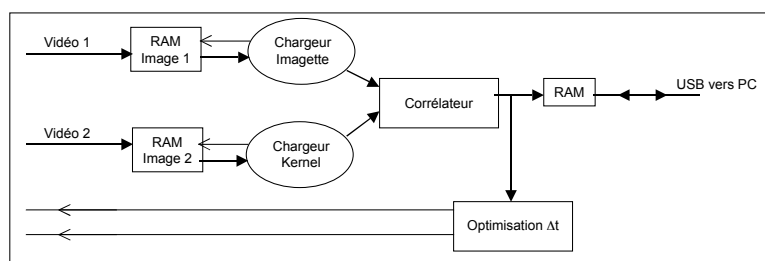 Vidéo 1
RAM
Image 1
Chargeur
Imagette
Corrélateur
RAM
USB vers PC
Vidéo 2
RAM
Image 2
Chargeur
Kernel
Optimisation Δt